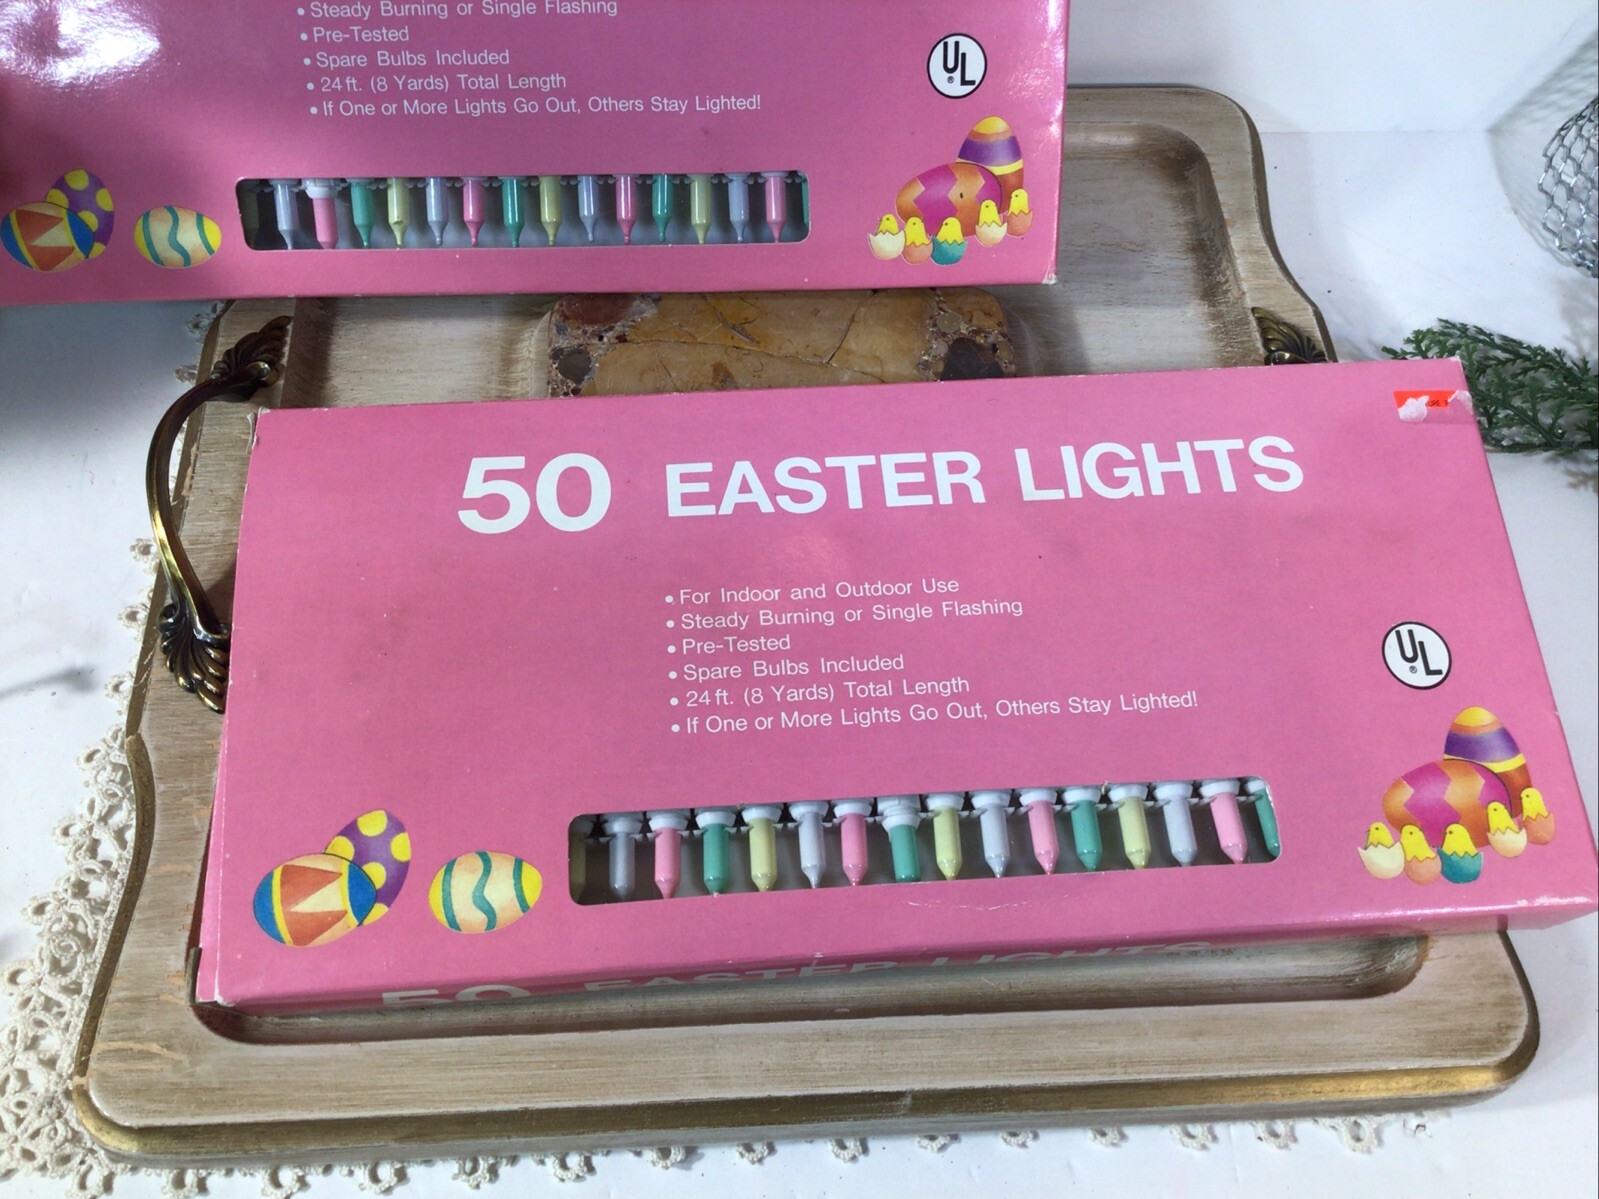 • Steady Burning or Single Flashing
• Pre-Tested
• Spare Bulbs Included
• 24 ft. (8 Yards) Total Length
• If One or More Lights Go Out, Others Stay Lighted!
UL
®
50 EASTER LIGHTS
• For Indoor and Outdoor Use
• Steady Burning or Single Flashing
• Pre-Tested
• Spare Bulbs Included
• 24 ft. (8 Yards) Total Length
• If One or More Lights Go Out, Others Stay Lighted!
UL
®
50 EASTER LIGHTS